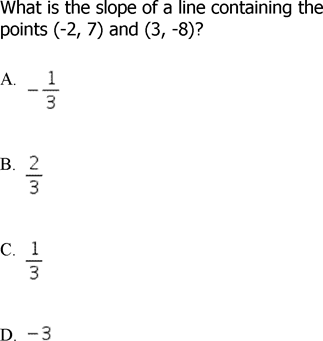 What is the slope of a line containing the
points (-2, 7) and (3, -8)?
A. -1/3
B. 2/3
C. 1/3
D. -3